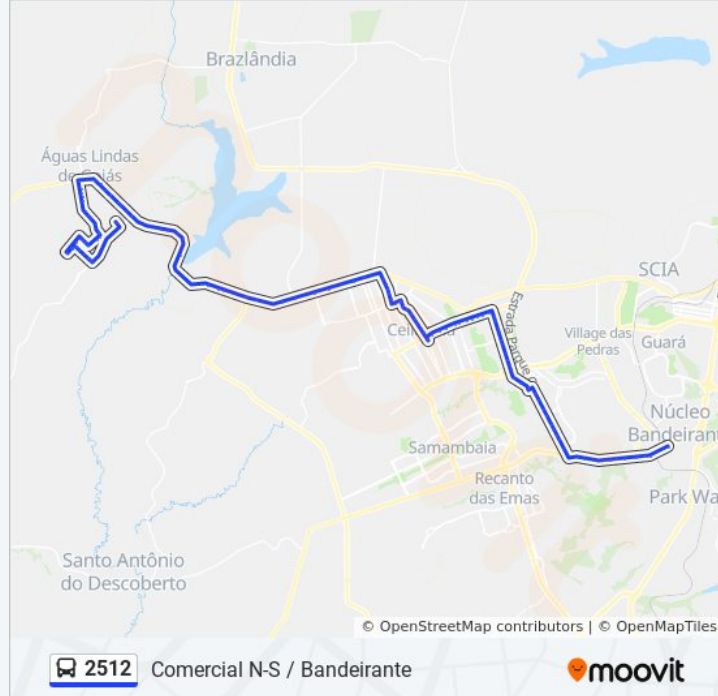 Brazlândia
Águas Lindas
de Goiás
SCIA
Estrada Parque
Village das
Pedras
Guará
Núcleo
Bandeirant
Samambaia
Recanto
das Emas
Park Wa
Santo Antônio
do Descoberto
© OpenStreetMap contributors | © OpenMapTiles
2512 Comercial N-S / Bandeirante moovit